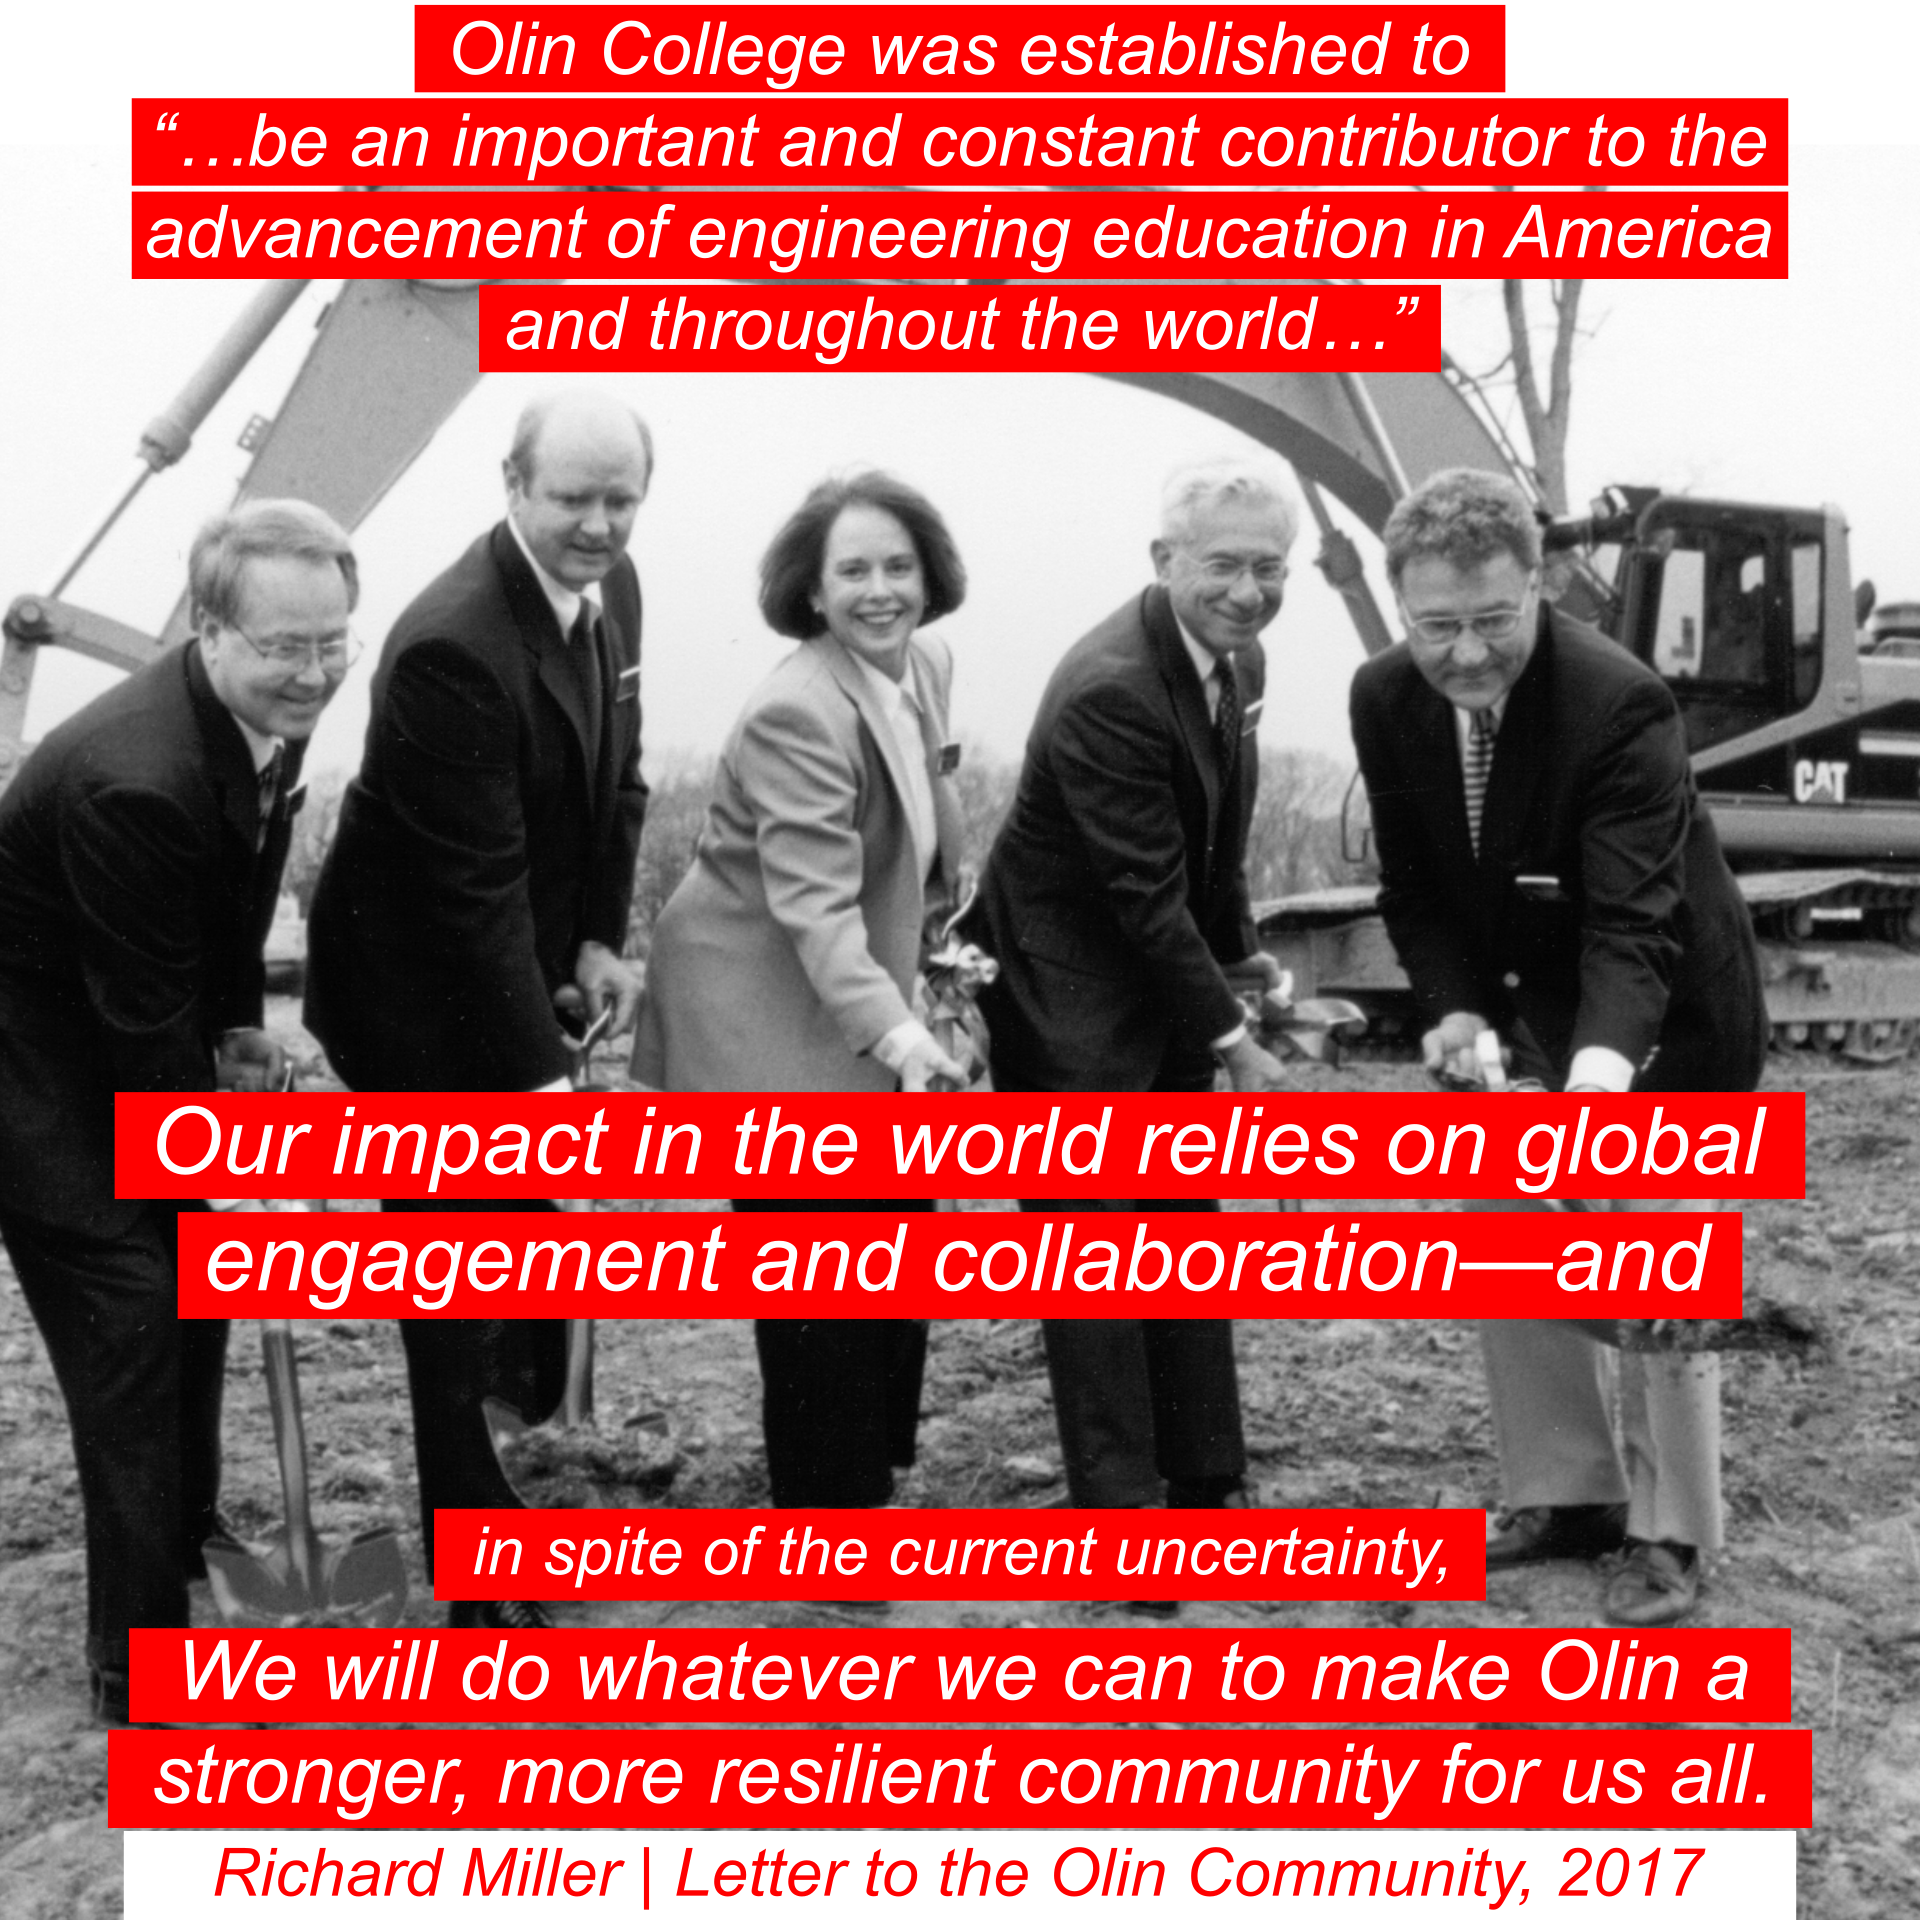 Olin College was established to
“…be an important and constant contributor to the
advancement of engineering education in America
and throughout the world…”
CAT
Our impact in the world relies on global
engagement and collaboration—and
in spite of the current uncertainty,
We will do whatever we can to make Olin a
stronger, more resilient community for us all.
Richard Miller | Letter to the Olin Community, 2017